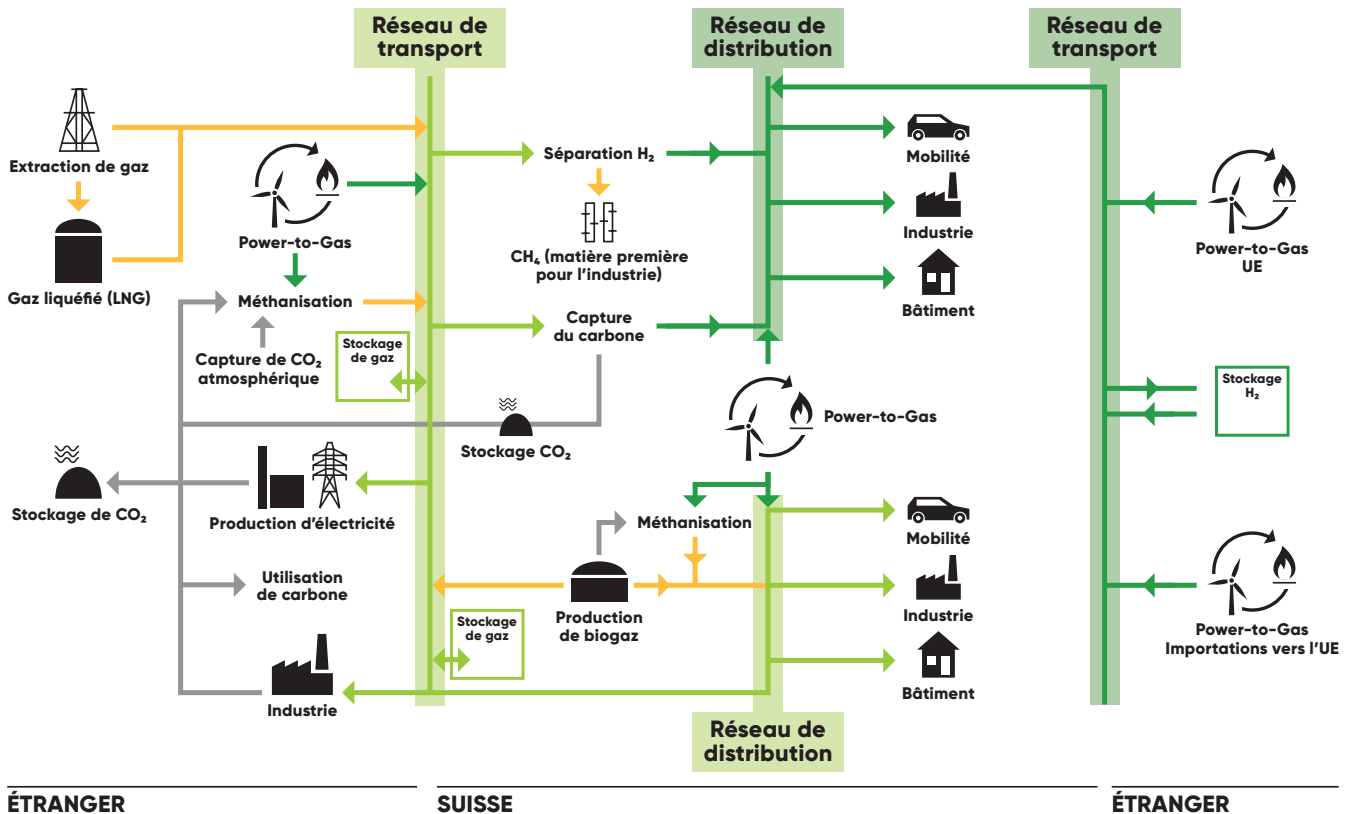 Réseau de
transport
Réseau de
distribution
Réseau de
transport
Extraction de gaz
Gaz liquéfié (LNG)
Power-to-Gas
Méthanisation
Capture de CO₂
atmosphérique
Stockage
de gaz
Séparation H₂
CH₄ (matière première
pour l'industrie)
Capture
du carbone
Stockage CO₂
Mobilité
Industrie
Bâtiment
Power-to-Gas
UE
Stockage
H₂
Power-to-Gas
Stockage de CO₂
Production d'électricité
Utilisation
de carbone
Industrie
Méthanisation
Production
de biogaz
Stockage
de gaz
Mobilité
Industrie
Bâtiment
Power-to-Gas
Importations vers l'UE
Réseau de
distribution
ÉTRANGER
SUISSE
ÉTRANGER